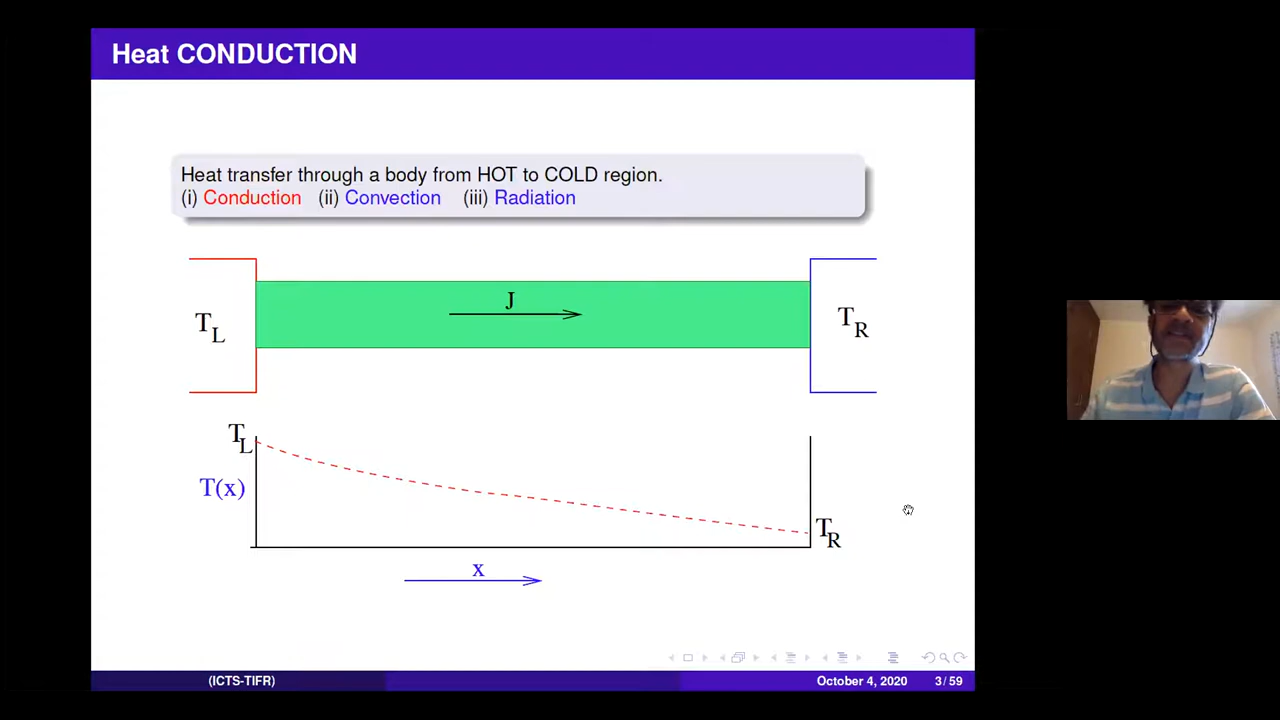 Heat CONDUCTION
Heat transfer through a body from HOT to COLD region.
(i) Conduction (ii) Convection (iii) Radiation
J
T_L
T_R
T_L
T(x)
T_R
x
(ICTS-TIFR)
October 4, 2020 3 / 59